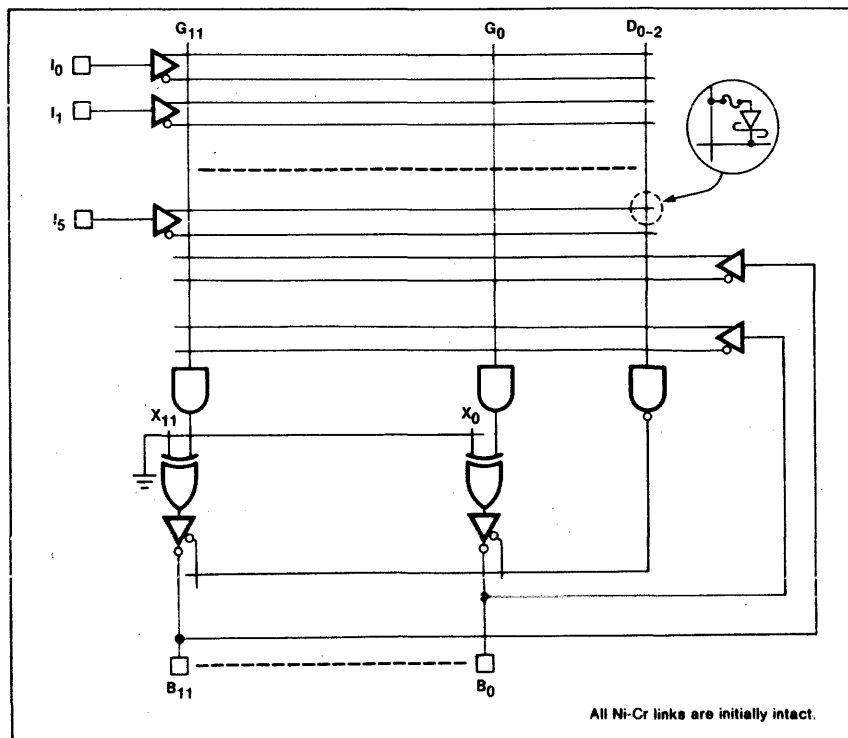 G11 G0 D0-2
I0
I1
I5
X11 X0
B11 B0
All Ni-Cr links are initially intact.